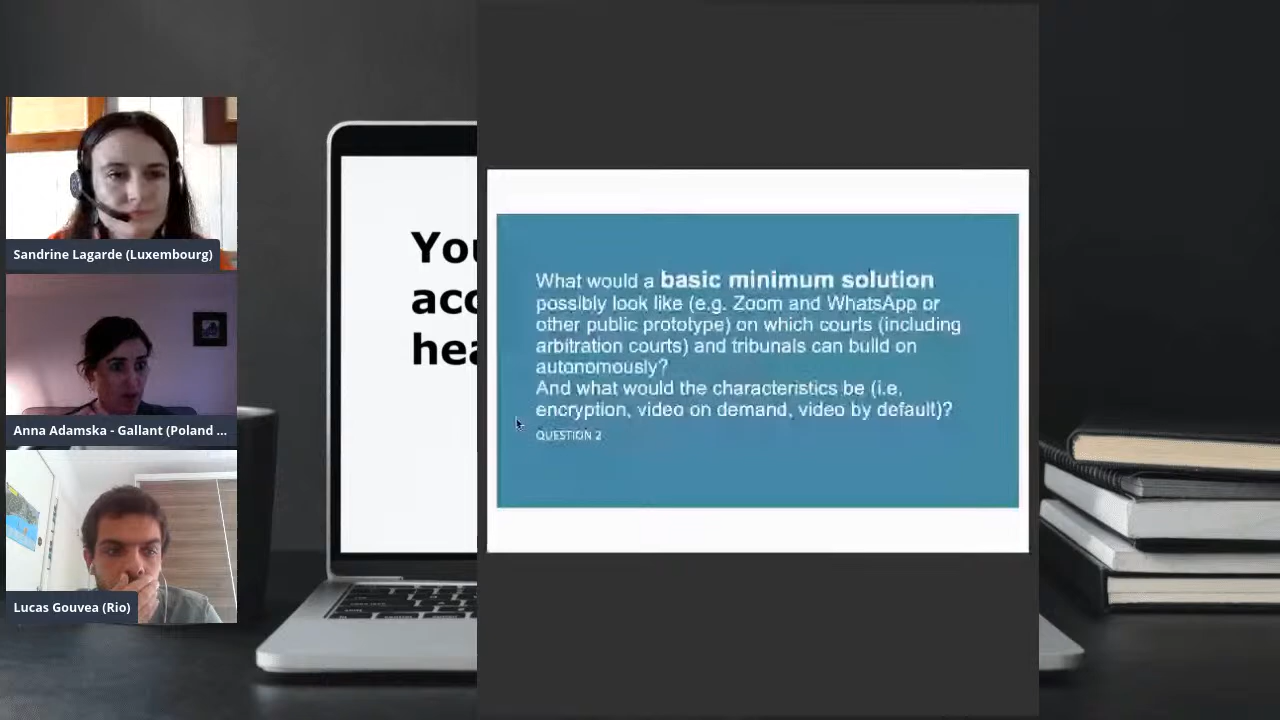 Sandrine Lagarde (Luxembourg)
Anna Adamska - Gallant (Poland ...
Lucas Gouvea (Rio)
You
acc
hea
What would a basic minimum solution
possibly look like (e.g. Zoom and WhatsApp or
other public prototype) on which courts (including
arbitration courts) and tribunals can build on
autonomously?
And what would the characteristics be (i.e,
encryption, video on demand, video by default)?
QUESTION 2